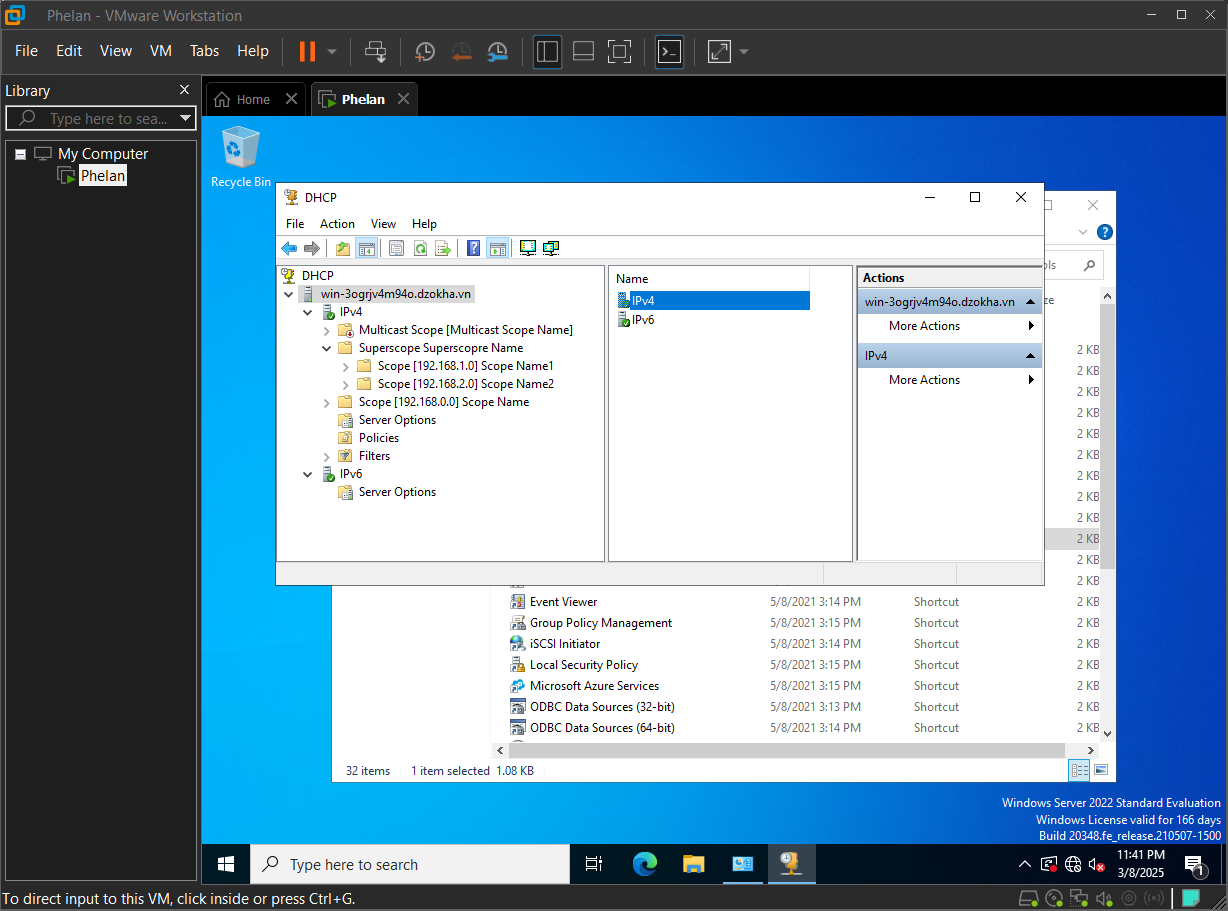 Phelan - VMware Workstation
File Edit View VM Tabs Help
Library
Type here to sea...
My Computer
Phelan
Home
Phelan
Recycle Bin
DHCP
File Action View Help
DHCP
win-3ogrjv4m94o.dzokha.vn
IPv4
Multicast Scope [Multicast Scope Name]
Superscope Superscopre Name
Scope [192.168.1.0] Scope Name1
Scope [192.168.2.0] Scope Name2
Scope [192.168.0.0] Scope Name
Server Options
Policies
Filters
IPv6
Server Options
Name
IPv4
IPv6
Actions
win-3ogrjv4m94o.dzokha.vn
More Actions
IPv4
More Actions
ols
ze
2 KB
2 KB
2 KB
2 KB
2 KB
2 KB
2 KB
2 KB
2 KB
2 KB
2 KB
2 KB
Event Viewer 5/8/2021 3:14 PM Shortcut 2 KB
Group Policy Management 5/8/2021 3:15 PM Shortcut 2 KB
iSCSI Initiator 5/8/2021 3:14 PM Shortcut 2 KB
Local Security Policy 5/8/2021 3:15 PM Shortcut 2 KB
Microsoft Azure Services 5/8/2021 3:15 PM Shortcut 2 KB
ODBC Data Sources (32-bit) 5/8/2021 3:13 PM Shortcut 2 KB
ODBC Data Sources (64-bit) 5/8/2021 3:14 PM Shortcut 2 KB
32 items 1 item selected 1.08 KB
Windows Server 2022 Standard Evaluation
Windows License valid for 166 days
Build 20348.fe_release.210507-1500
Type here to search
11:41 PM
3/8/2025
1
To direct input to this VM, click inside or press Ctrl+G.